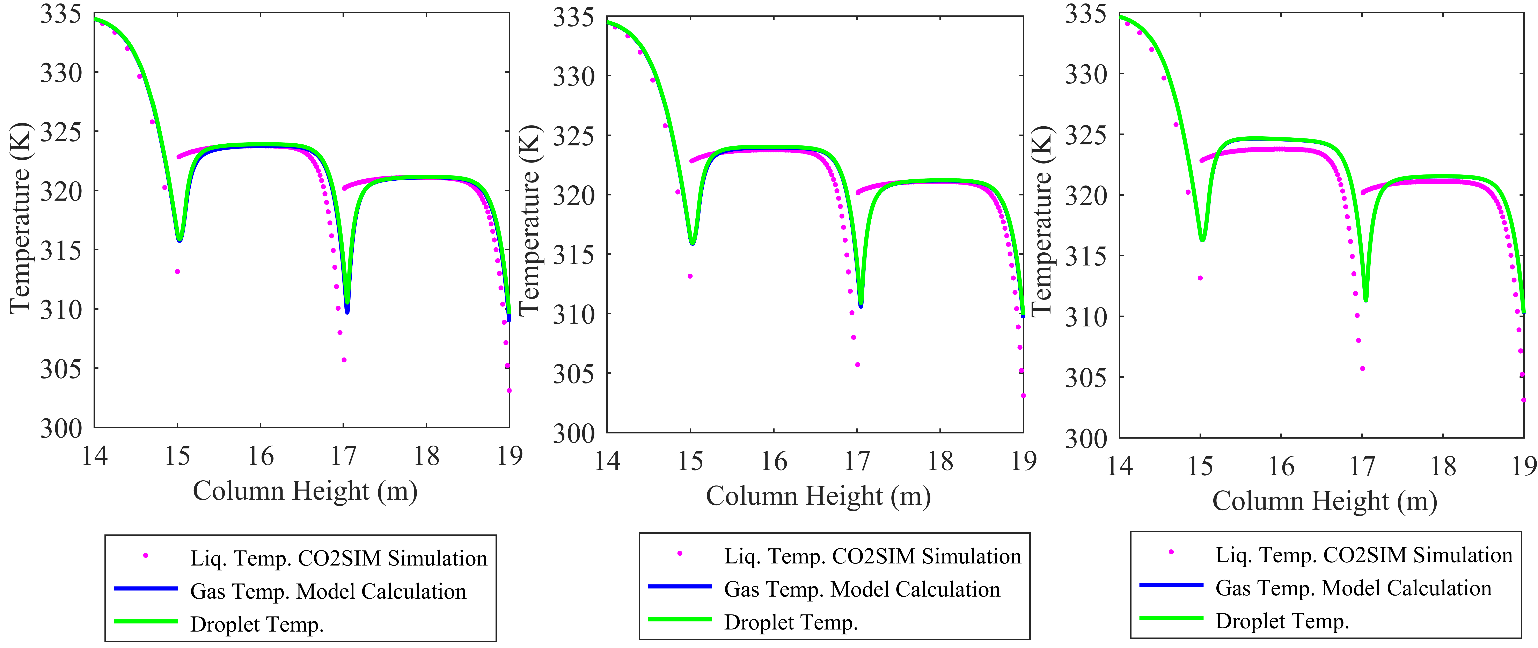 335
330
325
320
315
310
305
300
14 15 16 17 18 19
Temperature (K)
Column Height (m)
Liq. Temp. CO2SIM Simulation
Gas Temp. Model Calculation
Droplet Temp.
335
330
325
320
315
310
305
300
14 15 16 17 18 19
Temperature (K)
Column Height (m)
Liq. Temp. CO2SIM Simulation
Gas Temp. Model Calculation
Droplet Temp.
335
330
325
320
315
310
305
300
14 15 16 17 18 19
Temperature (K)
Column Height (m)
Liq. Temp. CO2SIM Simulation
Gas Temp. Model Calculation
Droplet Temp.